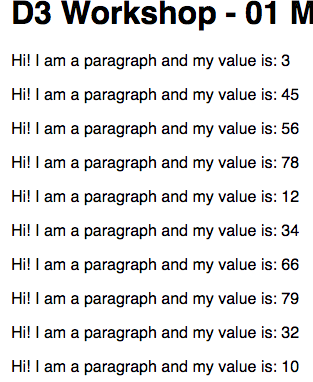 D3 Workshop - 01 M
Hi! I am a paragraph and my value is: 3
Hi! I am a paragraph and my value is: 45
Hi! I am a paragraph and my value is: 56
Hi! I am a paragraph and my value is: 78
Hi! I am a paragraph and my value is: 12
Hi! I am a paragraph and my value is: 34
Hi! I am a paragraph and my value is: 66
Hi! I am a paragraph and my value is: 79
Hi! I am a paragraph and my value is: 32
Hi! I am a paragraph and my value is: 10